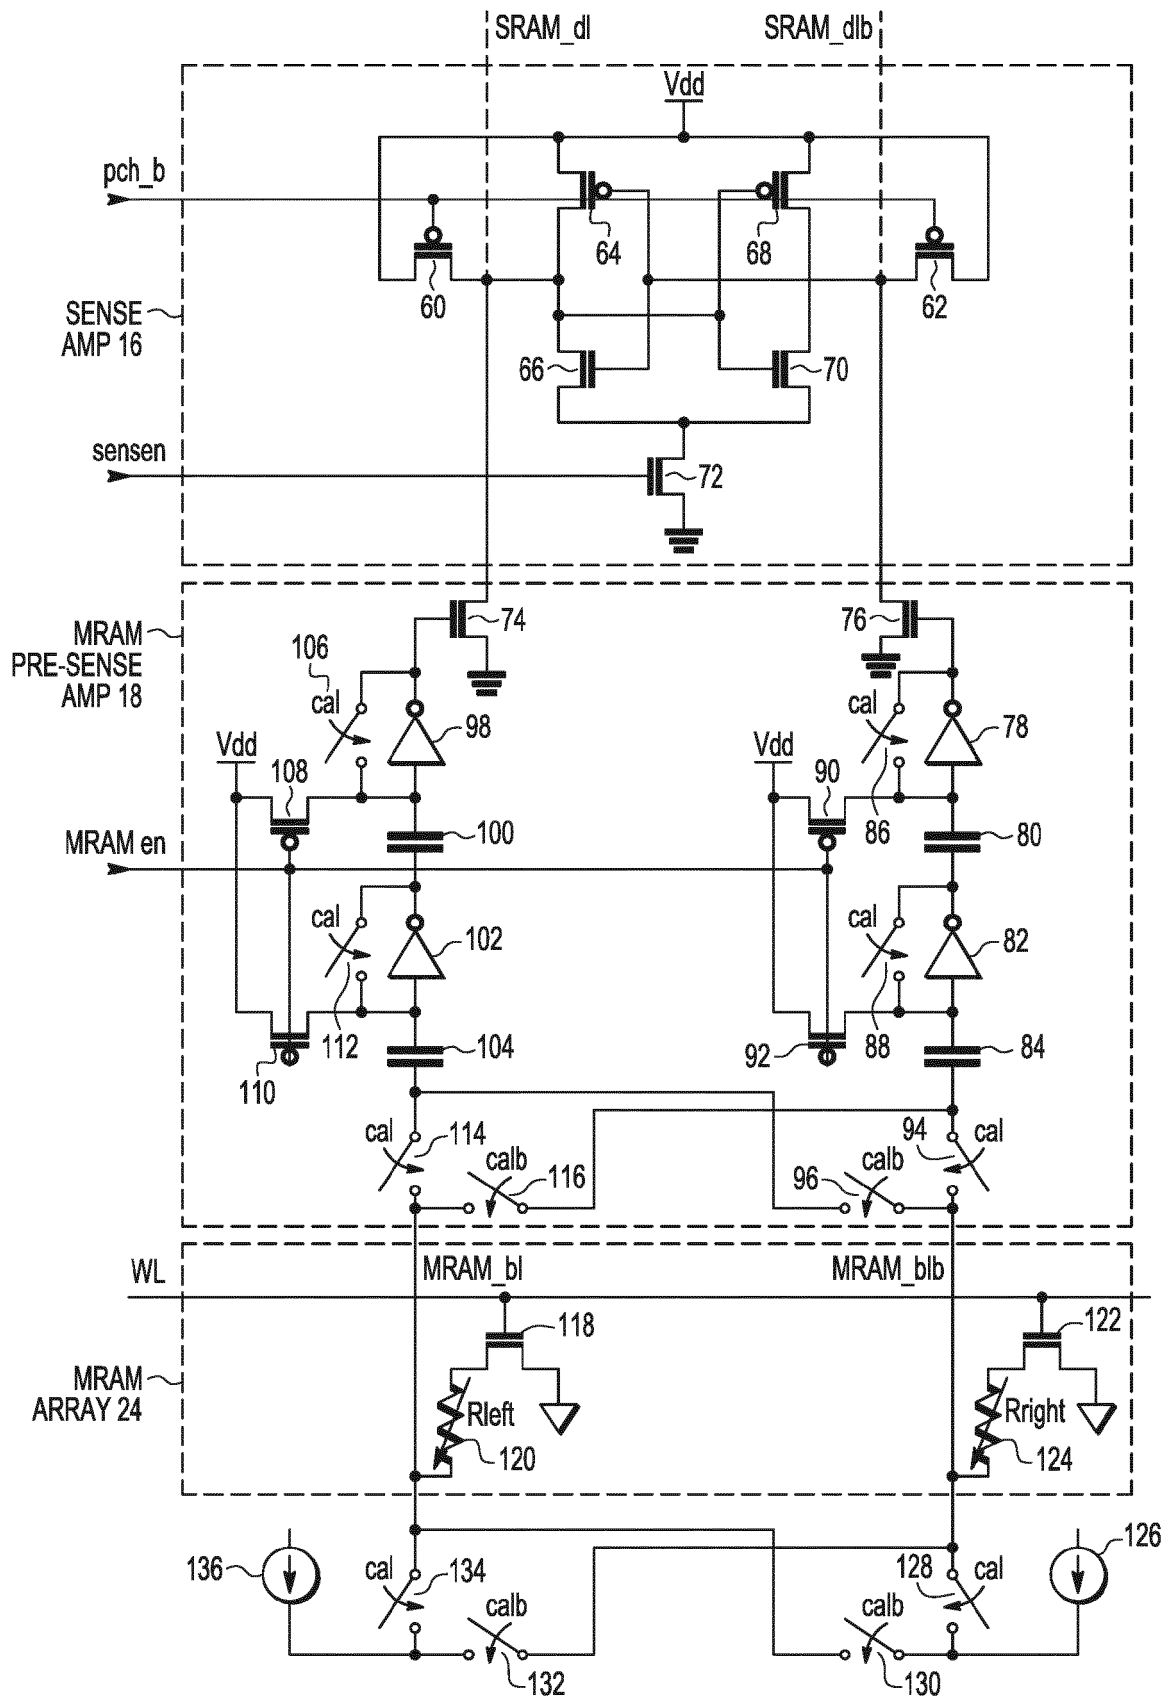 SRAM_dl
SRAM_dlb
Vdd
pch_b
64
68
60
62
SENSE
AMP 16
66
70
sensen
72
MRAM
PRE-SENSE
AMP 18
74
76
106
cal
98
cal
78
Vdd
108
Vdd
90
86
MRAM en
100
80
cal
102
cal
82
112
104
88
84
110
92
cal
114
calb
116
96
calb
94
cal
WL
MRAM_bl
MRAM_blb
118
122
MRAM
ARRAY 24
Rleft
120
Rright
124
136
cal
134
calb
132
128
cal
calb
130
126